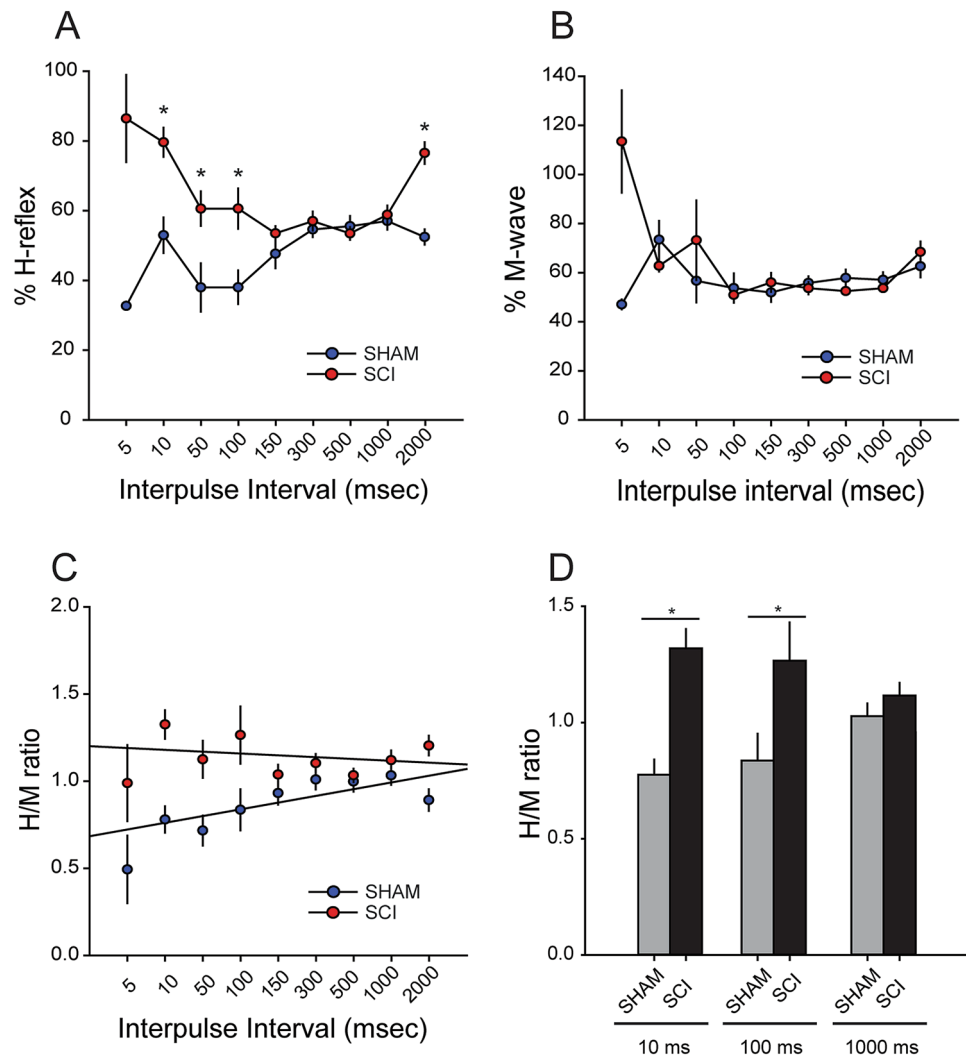 A
100
80
60
40
20
0
% H-reflex
*
*
*
*
SHAM
SCI
5
10
50
100
150
300
500
1000
2000
Interpulse Interval (msec)
B
140
120
100
80
60
40
20
0
% M-wave
SHAM
SCI
5
10
50
100
150
300
500
1000
2000
Interpulse interval (msec)
C
2.0
1.5
1.0
0.5
0.0
H/M ratio
SHAM
SCI
5
10
50
100
150
300
500
1000
2000
Interpulse Interval (msec)
D
1.5
1.0
0.5
0.0
H/M ratio
*
*
SHAM
SCI
SHAM
SCI
SHAM
SCI
10 ms
100 ms
1000 ms